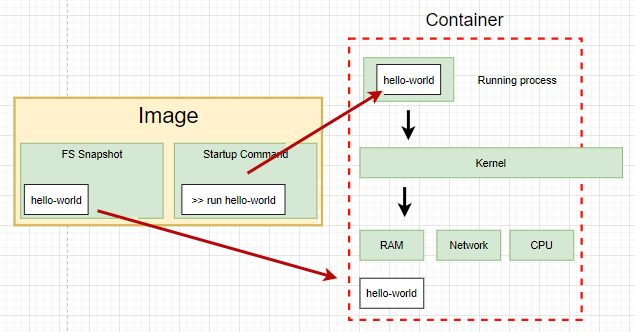 Container
hello-world
Running process
Image
FS Snapshot
Startup Command
Kernel
hello-world
>> run hello-world
RAM
Network
CPU
hello-world